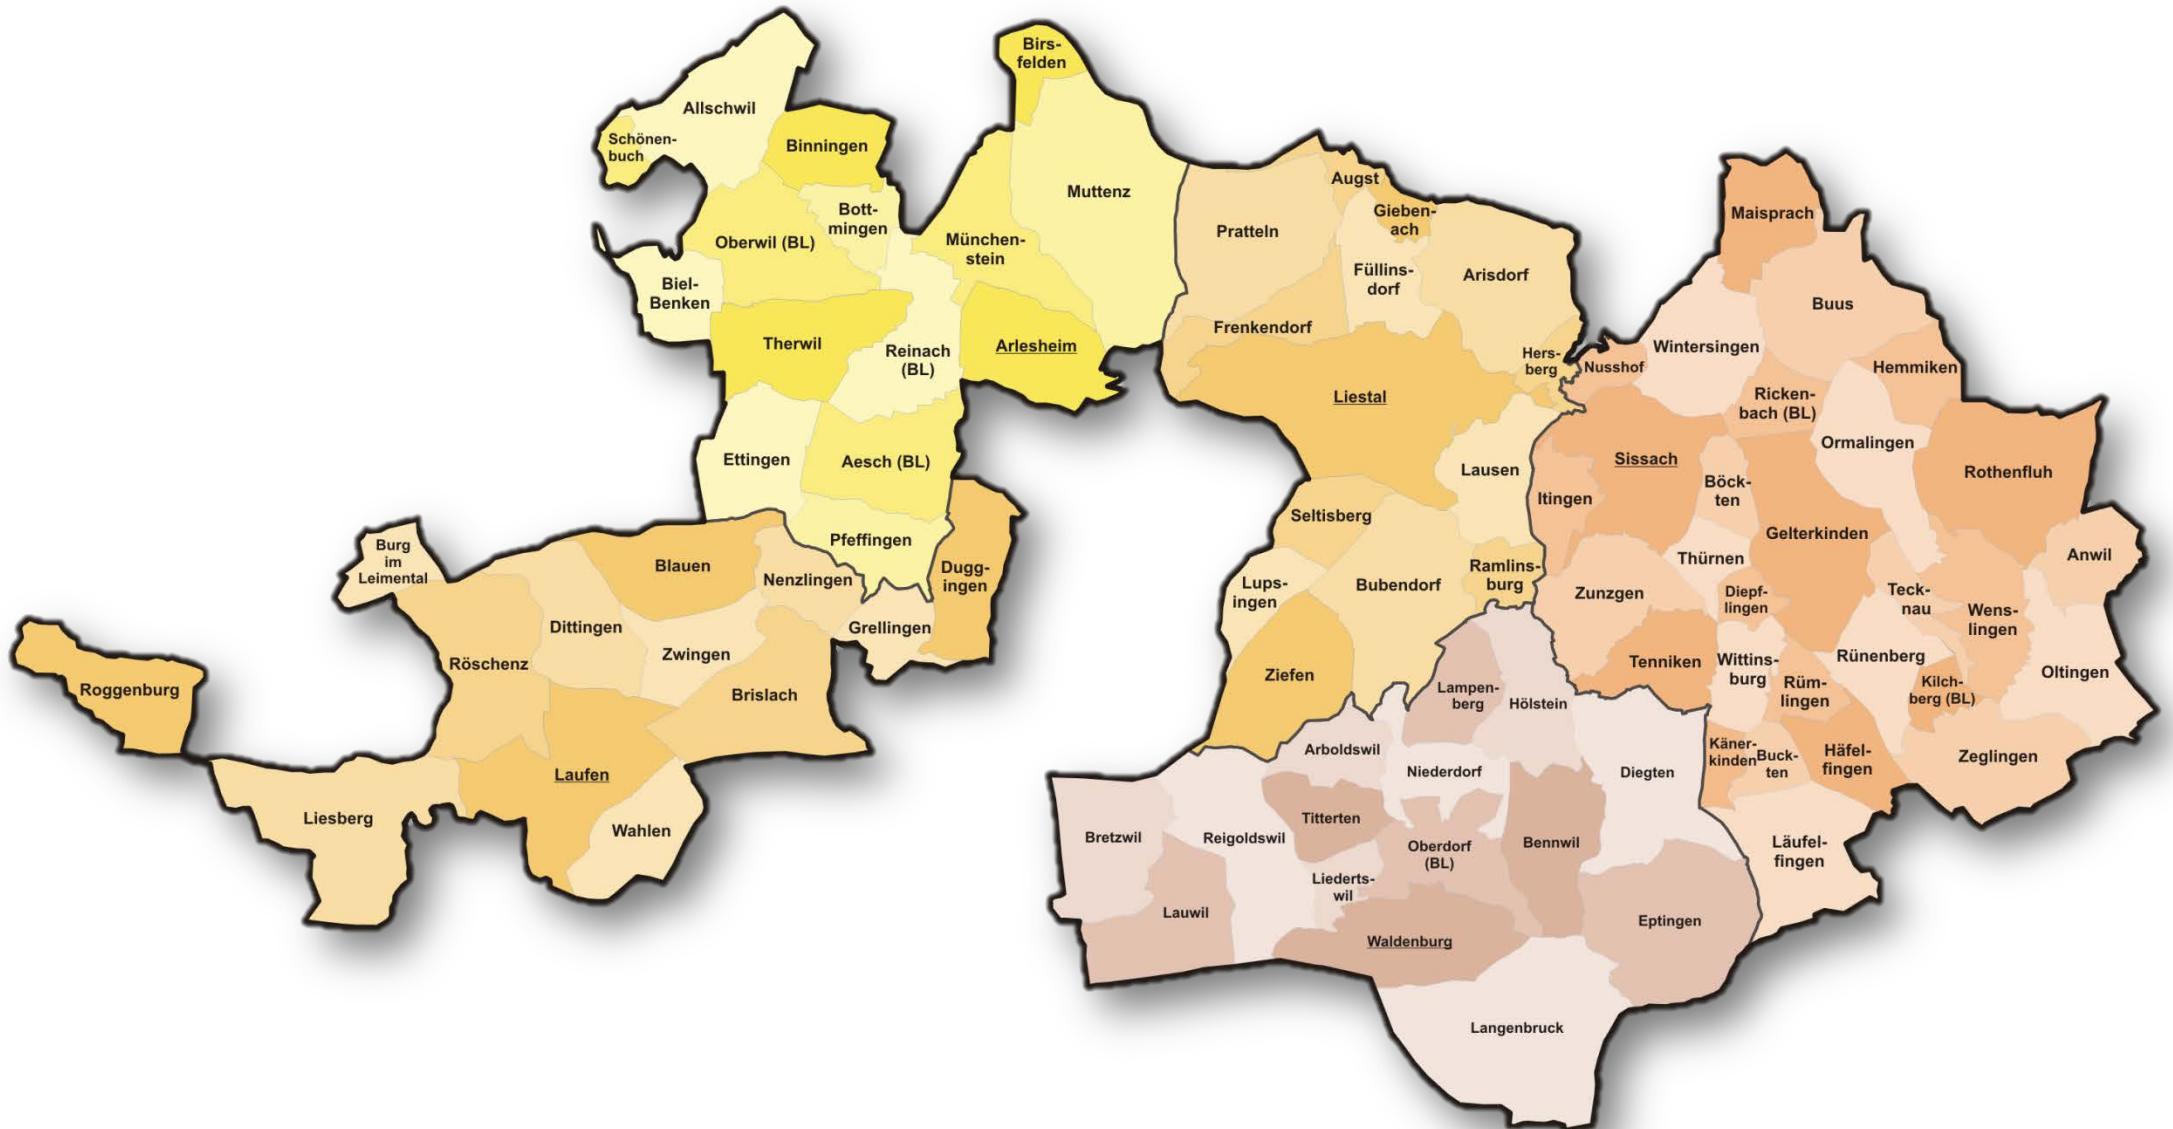 Birs-
felden
Allschwil
Schönen-
buch
Binningen
Muttenz
Bott-
mingen
Oberwil (BL)
München-
stein
Biel-
Benken
Therwil
Reinach
(BL)
Arlesheim
Ettingen
Aesch (BL)
Pfeffingen
Burg
im
Leimental
Blauen
Nenzlingen
Dugg-
ingen
Dittingen
Grellingen
Zwingen
Röschenz
Roggenburg
Brislach
Laufen
Liesberg
Wahlen
Augst
Giebenach
Pratteln
Füllins-
dorf
Arisdorf
Frenkendorf
Hers-
berg
Liestal
Lausen
Seltisberg
Lups-
ingen
Bubendorf
Ramlins-
burg
Ziefen
Maisprach
Buus
Wintersingen
Nusshof
Hemmiken
Ricken-
bach (BL)
Ormalingen
Sissach
Rothenfluh
Böck-
ten
Itingen
Gelterkinden
Anwil
Thürnen
Zunzgen
Diepf-
lingen
Teck-
nau
Wens-
lingen
Tenniken
Wittins-
burg
Rünenberg
Oltingen
Rüm-
lingen
Kilch-
berg (BL)
Käner-
kinden
Buck-
ten
Häfel-
fingen
Zeglingen
Läufel-
fingen
Lampen-
berg
Hölstein
Arboldswil
Niederdorf
Diegten
Titterten
Bretzwil
Reigoldswil
Oberdorf
(BL)
Bennwil
Liederts-
wil
Lauwil
Eptingen
Waldenburg
Langenbruck